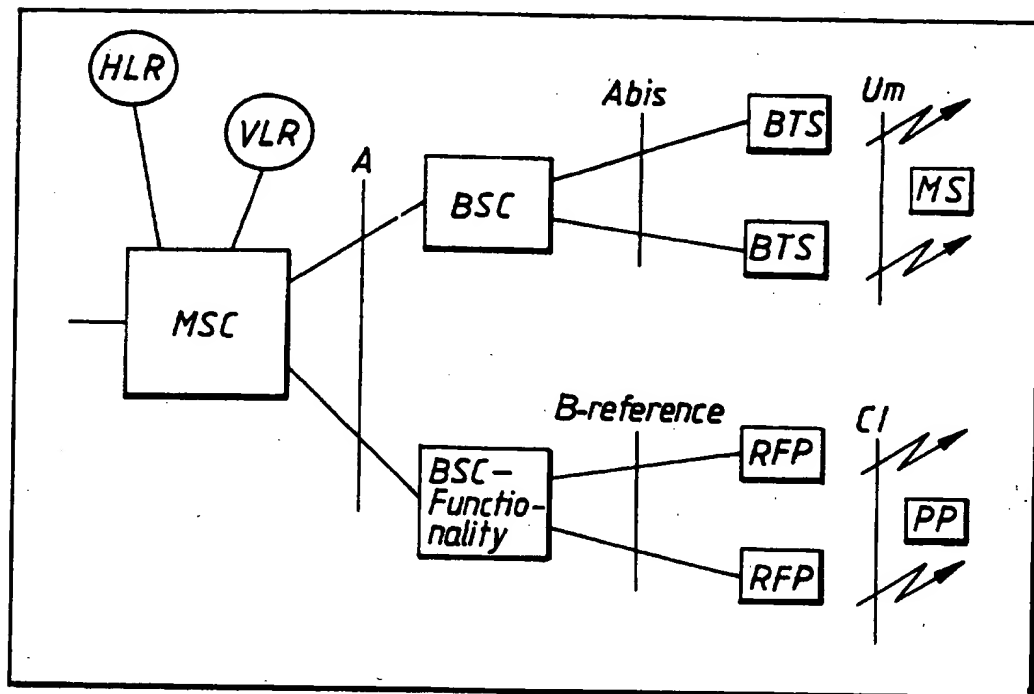 HLR
VLR
A
MSC
BSC
Abis
BTS
BTS
Um
MS
BSC-
Functio-
nality
B-reference
RFP
RFP
CI
PP